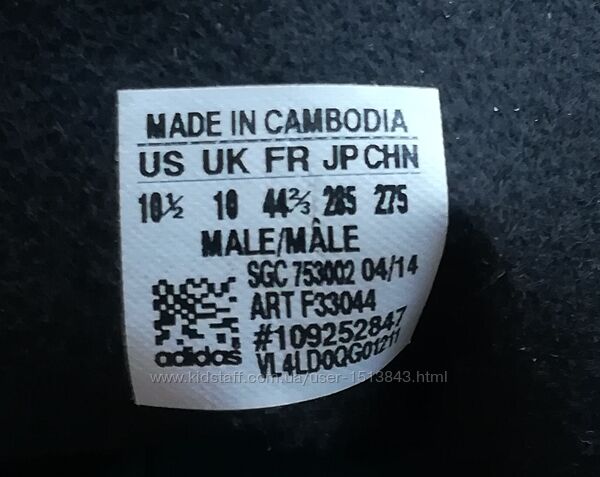 MADE IN CAMBODIA
US UK FR JP CHN
10½ 10 44⅔ 285 275
MALE/MÂLE
SGC 753002 04/14
ART F33044
#109252847
adidas
VL4LD0QG01211
www.kidstaff.com.ua/user-1513843.html